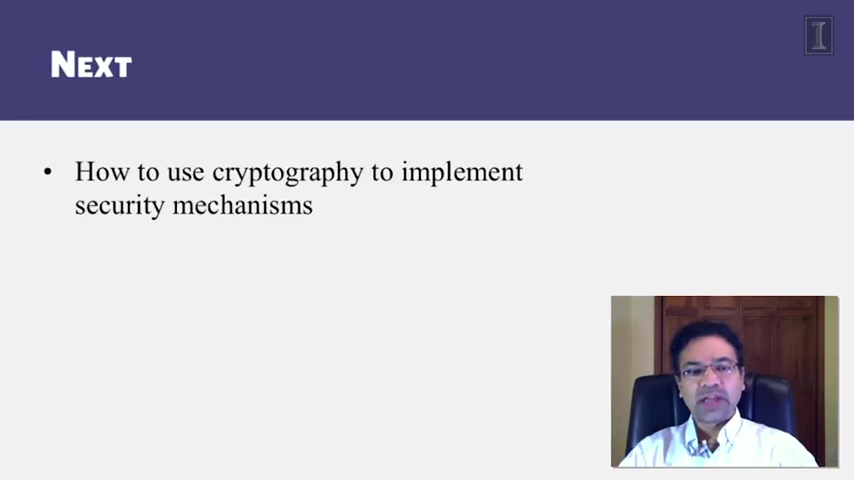 Next
• How to use cryptography to implement
security mechanisms